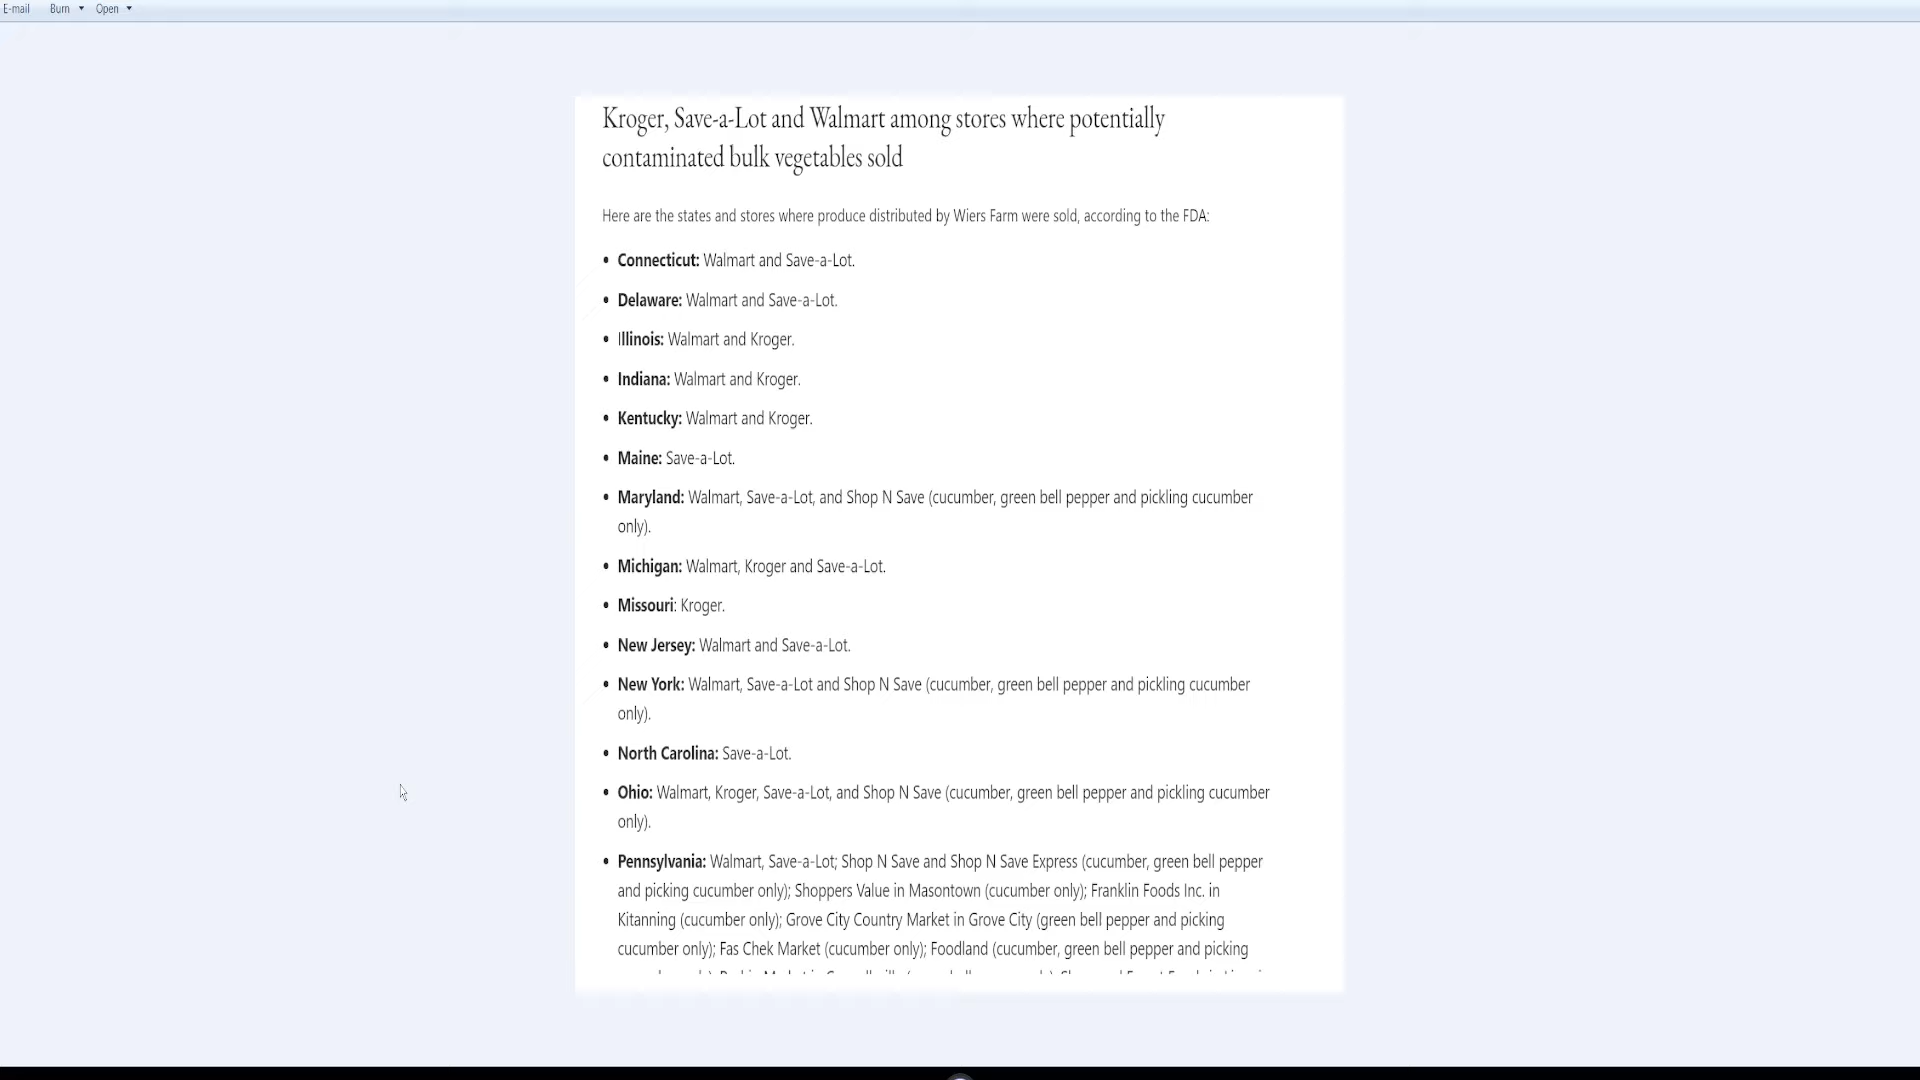 E-mail Burn Open
Kroger, Save-a-Lot and Walmart among stores where potentially
contaminated bulk vegetables sold
Here are the states and stores where produce distributed by Wiers Farm were sold, according to the FDA:
• Connecticut: Walmart and Save-a-Lot.
• Delaware: Walmart and Save-a-Lot.
• Illinois: Walmart and Kroger.
• Indiana: Walmart and Kroger.
• Kentucky: Walmart and Kroger.
• Maine: Save-a-Lot.
• Maryland: Walmart, Save-a-Lot, and Shop N Save (cucumber, green bell pepper and pickling cucumber
only).
• Michigan: Walmart, Kroger and Save-a-Lot.
• Missouri: Kroger.
• New Jersey: Walmart and Save-a-Lot.
• New York: Walmart, Save-a-Lot and Shop N Save (cucumber, green bell pepper and pickling cucumber
only).
• North Carolina: Save-a-Lot.
• Ohio: Walmart, Kroger, Save-a-Lot, and Shop N Save (cucumber, green bell pepper and pickling cucumber
only).
• Pennsylvania: Walmart, Save-a-Lot; Shop N Save and Shop N Save Express (cucumber, green bell pepper
and picking cucumber only); Shoppers Value in Masontown (cucumber only); Franklin Foods Inc. in
Kitanning (cucumber only); Grove City Country Market in Grove City (green bell pepper and picking
cucumber only); Fas Chek Market (cucumber only); Foodland (cucumber, green bell pepper and picking